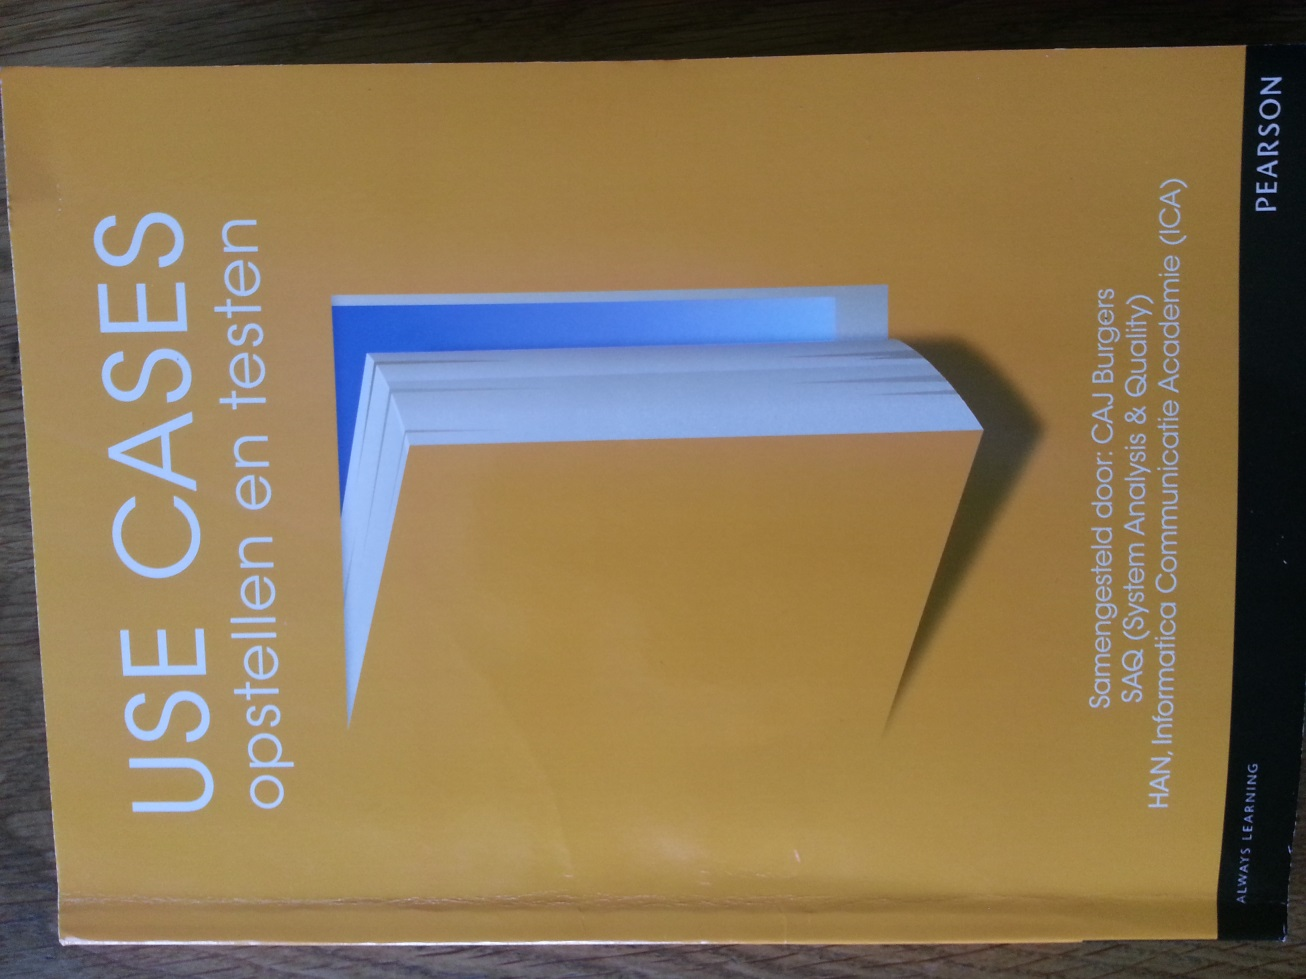 USE CASES
opstellen en testen
Samengesteld door: CAJ Burgers
SAQ (System Analysis & Quality)
HAN, Informatica Communicatie Academie (ICA)
ALWAYS LEARNING
PEARSON